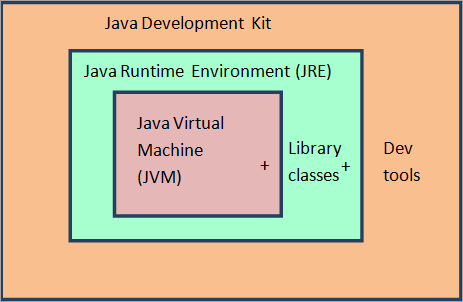 Java Development Kit
Java Runtime Environment (JRE)
Java Virtual
Machine
(JVM)
+
Library
classes
+
Dev
tools